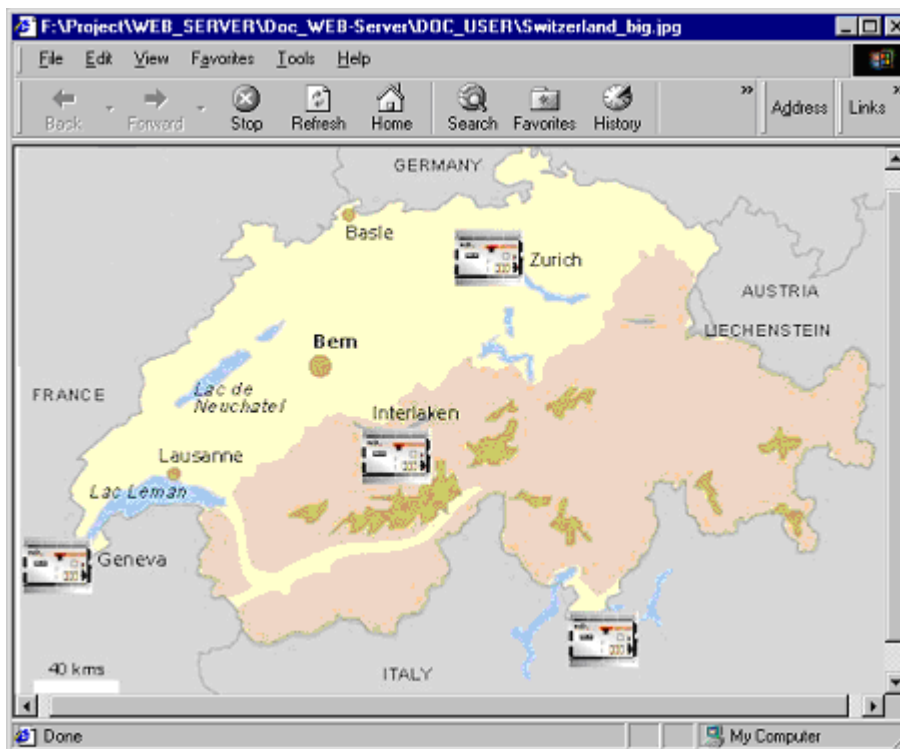 F:\Project\WEB_SERVER\Doc_WEB-Server\DOC_USER\Switzerland_big.jpg
File Edit View Favorites Tools Help
Back Forward Stop Refresh Home Search Favorites History » Address Links »
GERMANY
Basle
Zurich
AUSTRIA
LIECHENSTEIN
Bern
FRANCE
Lac de
Neuchatel
Interlaken
Lausanne
Lac Leman
Geneva
40 kms
ITALY
Done My Computer